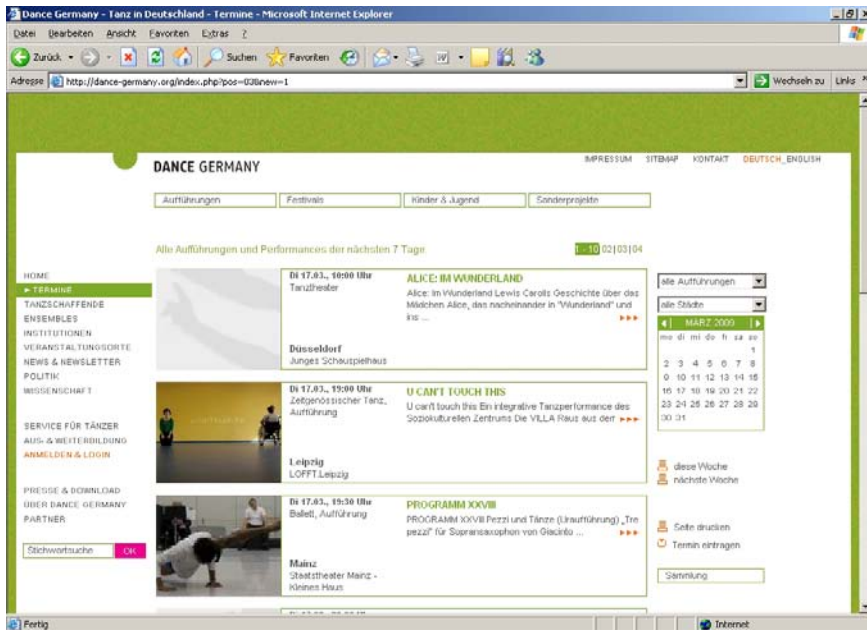 Dance Germany - Tanz in Deutschland - Termine - Microsoft Internet Explorer
Datei Bearbeiten Ansicht Favoriten Extras ?
Zurück Suchen Favoriten
Adresse http://dance-germany.org/index.php?pos=03&new=1 Wechseln zu Links
IMPRESSUM SITEMAP KONTAKT DEUTSCH_ENGLISH
DANCE GERMANY
Aufführungen Festivals Kinder & Jugend Sonderprojekte
Alle Aufführungen und Performances der nächsten 7 Tage
1 - 10 02|03|04
HOME
TERMINE
TANZSCHAFFENDE
ENSEMBLES
INSTITUTIONEN
VERANSTALTUNGSORTE
NEWS & NEWSLETTER
POLITIK
WISSENSCHAFT
SERVICE FÜR TÄNZER
AUS- & WEITERBILDUNG
ANMELDEN & LOGIN
PRESSE & DOWNLOAD
ÜBER DANCE GERMANY
PARTNER
Stichwortsuche OK
Di 17.03., 10:00 Uhr
Tanztheater
Düsseldorf
Junges Schauspielhaus
ALICE: IM WUNDERLAND
Alice: Im Wunderland Lewis Carolls Geschichte über das
Mädchen Alice, das nacheinander in "Wunderland" und
ins ...
Di 17.03., 19:00 Uhr
Zeitgenössischer Tanz,
Aufführung
Leipzig
LOFFT.Leipzig
U CAN'T TOUCH THIS
U can't touch this Ein integrative Tanzperformance des
Soziokulturellen Zentrums Die VILLA Raus aus dem
Di 17.03., 19:30 Uhr
Ballett, Aufführung
Mainz
Staatstheater Mainz -
Kleines Haus
PROGRAMM XXVIII
PROGRAMM XXVIII Pezzi und Tänze (Uraufführung) „Tre
pezzi" für Sopransaxophon von Giacinto ...
alle Aufführungen
alle Städte
MÄRZ 2009
mo di mi do fr sa so
1
2 3 4 5 6 7 8
9 10 11 12 13 14 15
16 17 18 19 20 21 22
23 24 25 26 27 28 29
30 31
diese Woche
nächste Woche
Seite drucken
Termin eintragen
Sammlung
Fertig Internet